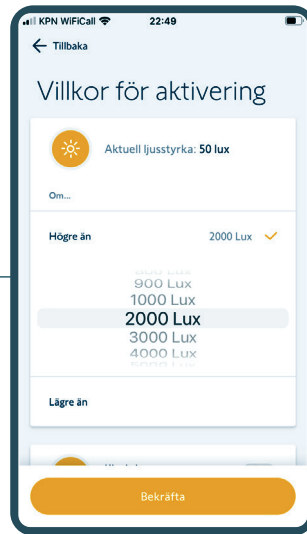 KPN WiFiCall 22:49
Tillbaka
Villkor för aktivering
Aktuell ljusstyrka: 50 lux
Om...
Högre än 2000 Lux
900 Lux
1000 Lux
2000 Lux
3000 Lux
4000 Lux
Lägre än
Bekräfta